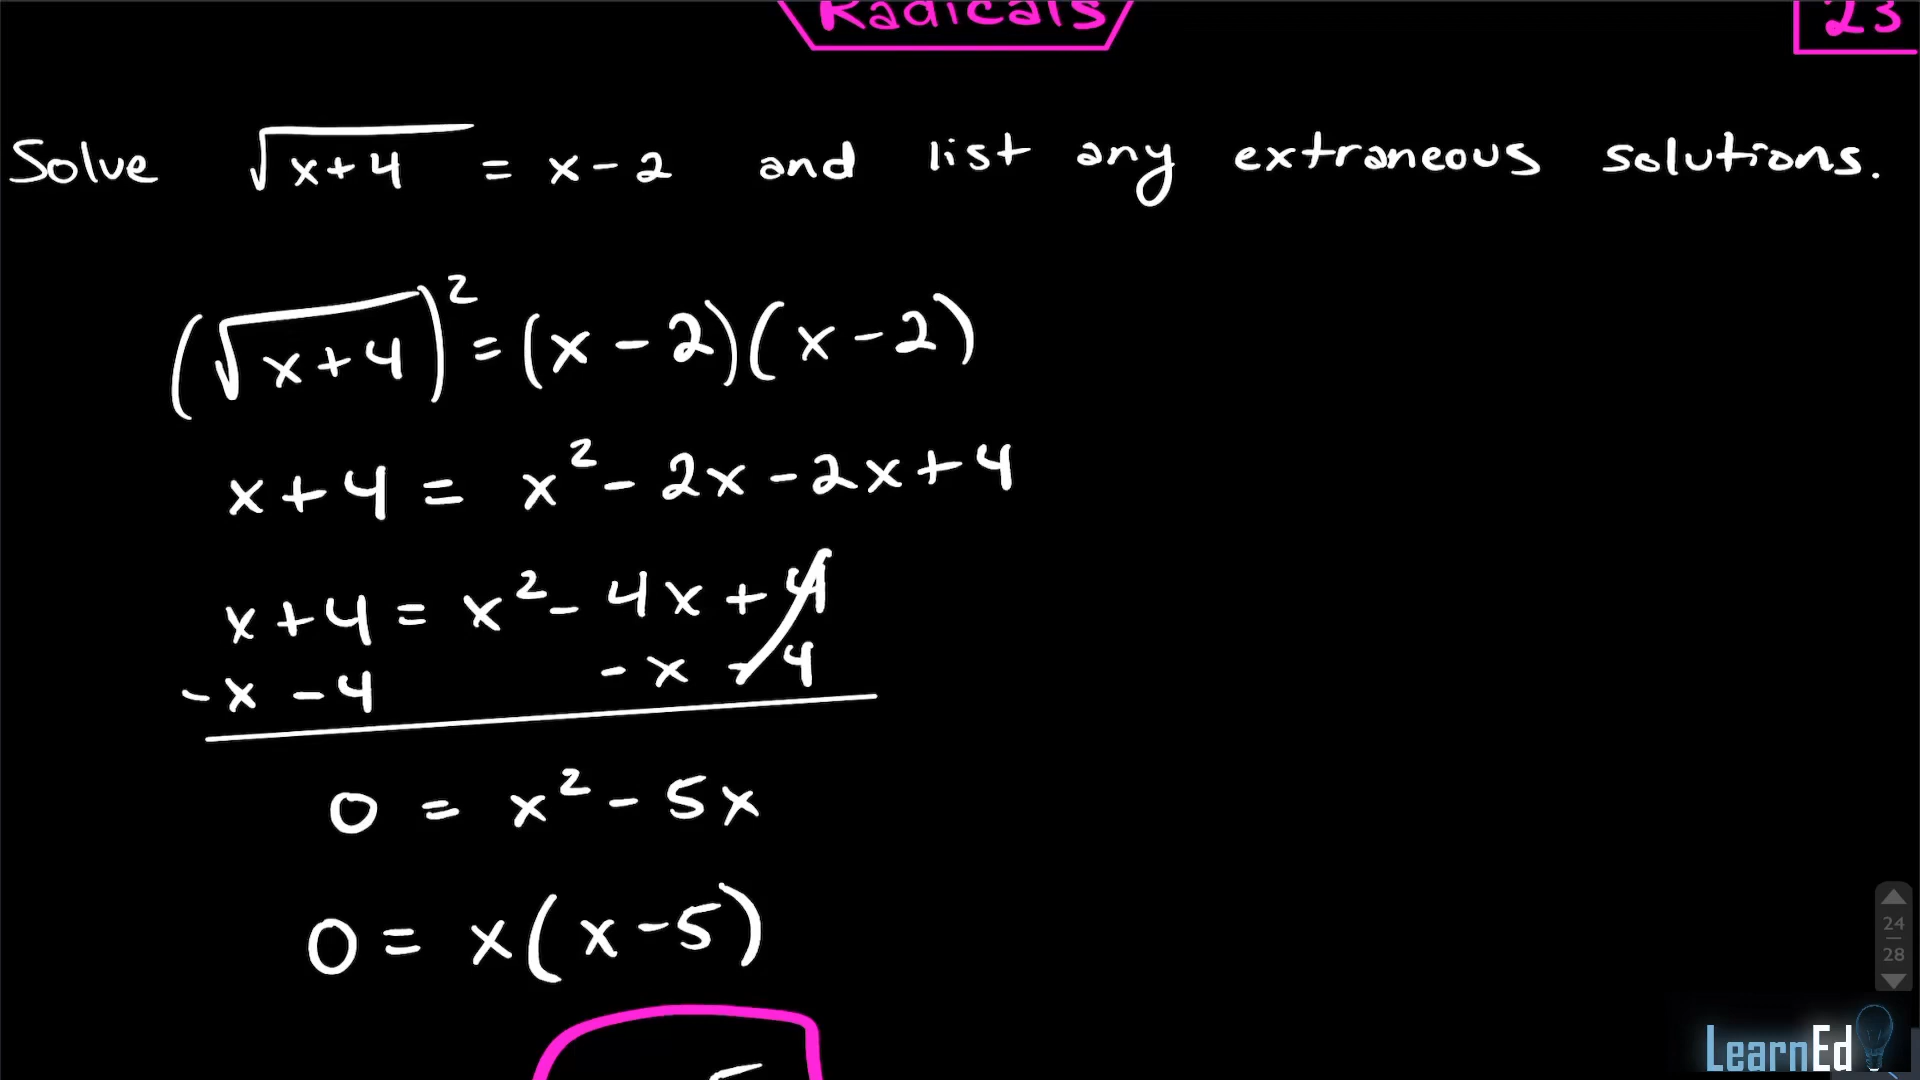 Radicals
23
Solve √(x+4) = x-2 and list any extraneous solutions.
(√(x+4))² = (x-2)(x-2)
x+4 = x² - 2x - 2x + 4
x+4 = x² - 4x + 4
-x -4 -x -4
0 = x² - 5x
0 = x(x-5)
24
28
LearnEd